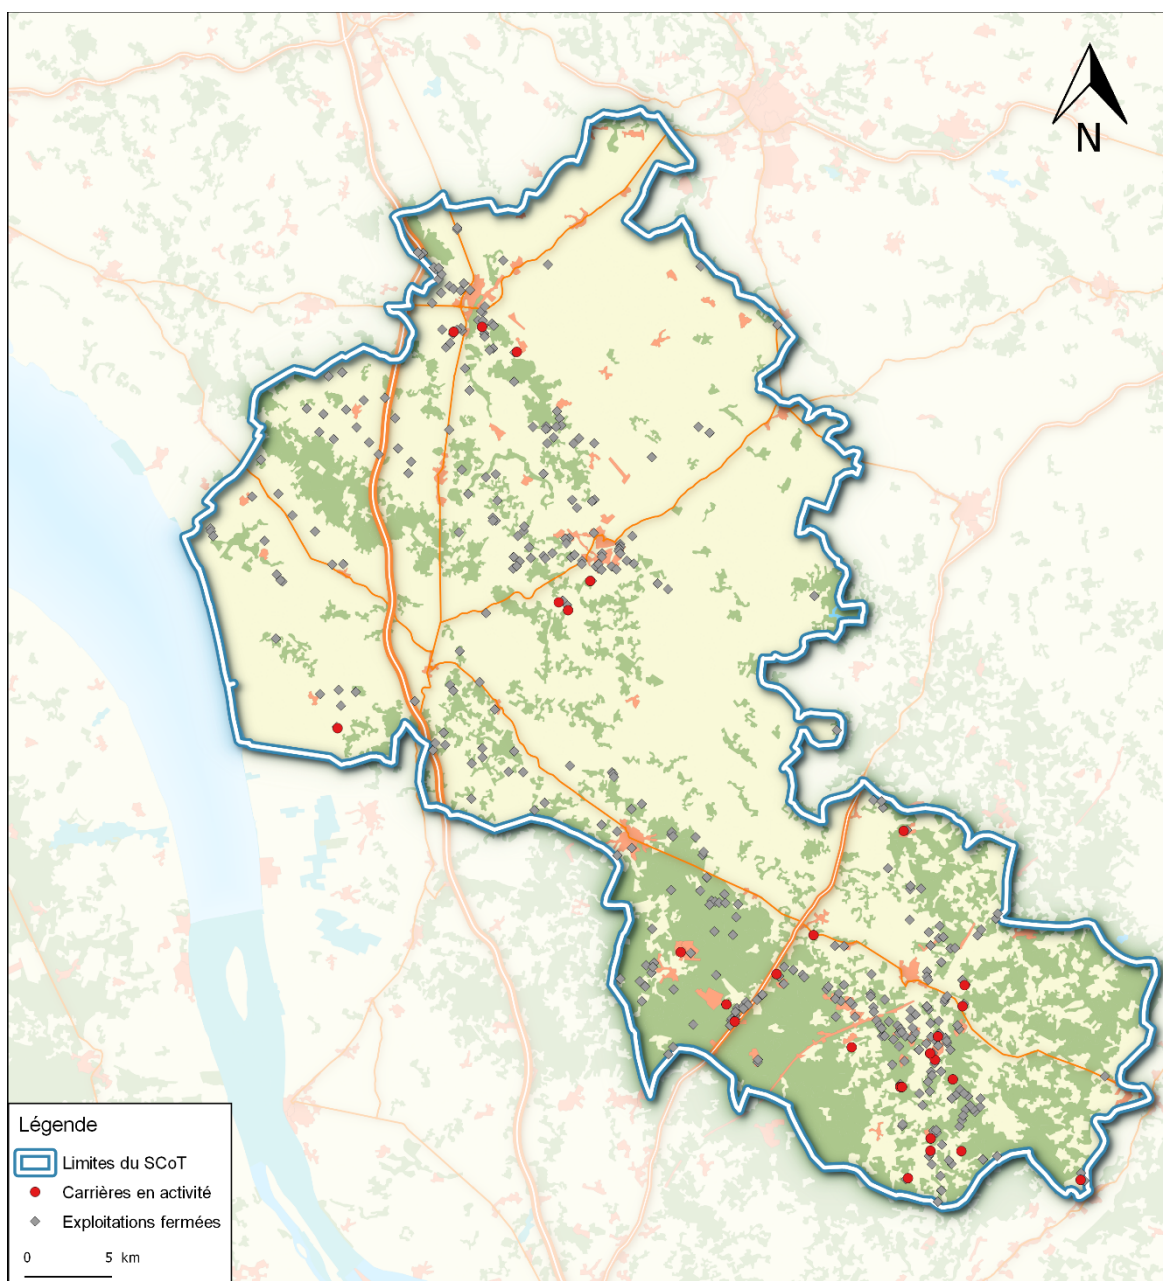 N
Légende
Limites du SCoT
Carrières en activité
Exploitations fermées
0 5 km